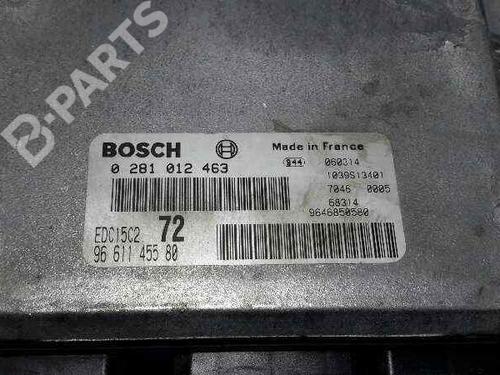 B-PARTS
BOSCH
Made in France
0 281 012 463
944
060314
1039S13401
7046 0005
68314
9646850580
EDC15C2
72
96 611 455 80